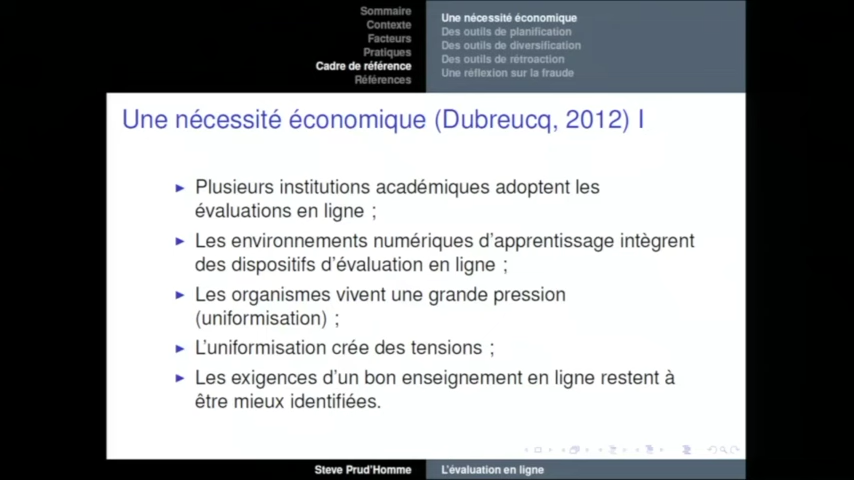 Sommaire
Contexte
Facteurs
Pratiques
Cadre de référence
Références
Une nécessité économique
Des outils de planification
Des outils de diversification
Des outils de rétroaction
Une réflexion sur la fraude
Une nécessité économique (Dubreucq, 2012) I
Plusieurs institutions académiques adoptent les
évaluations en ligne ;
Les environnements numériques d'apprentissage intègrent
des dispositifs d'évaluation en ligne ;
Les organismes vivent une grande pression
(uniformisation) ;
L'uniformisation crée des tensions ;
Les exigences d'un bon enseignement en ligne restent à
être mieux identifiées.
Steve Prud'Homme
L'évaluation en ligne